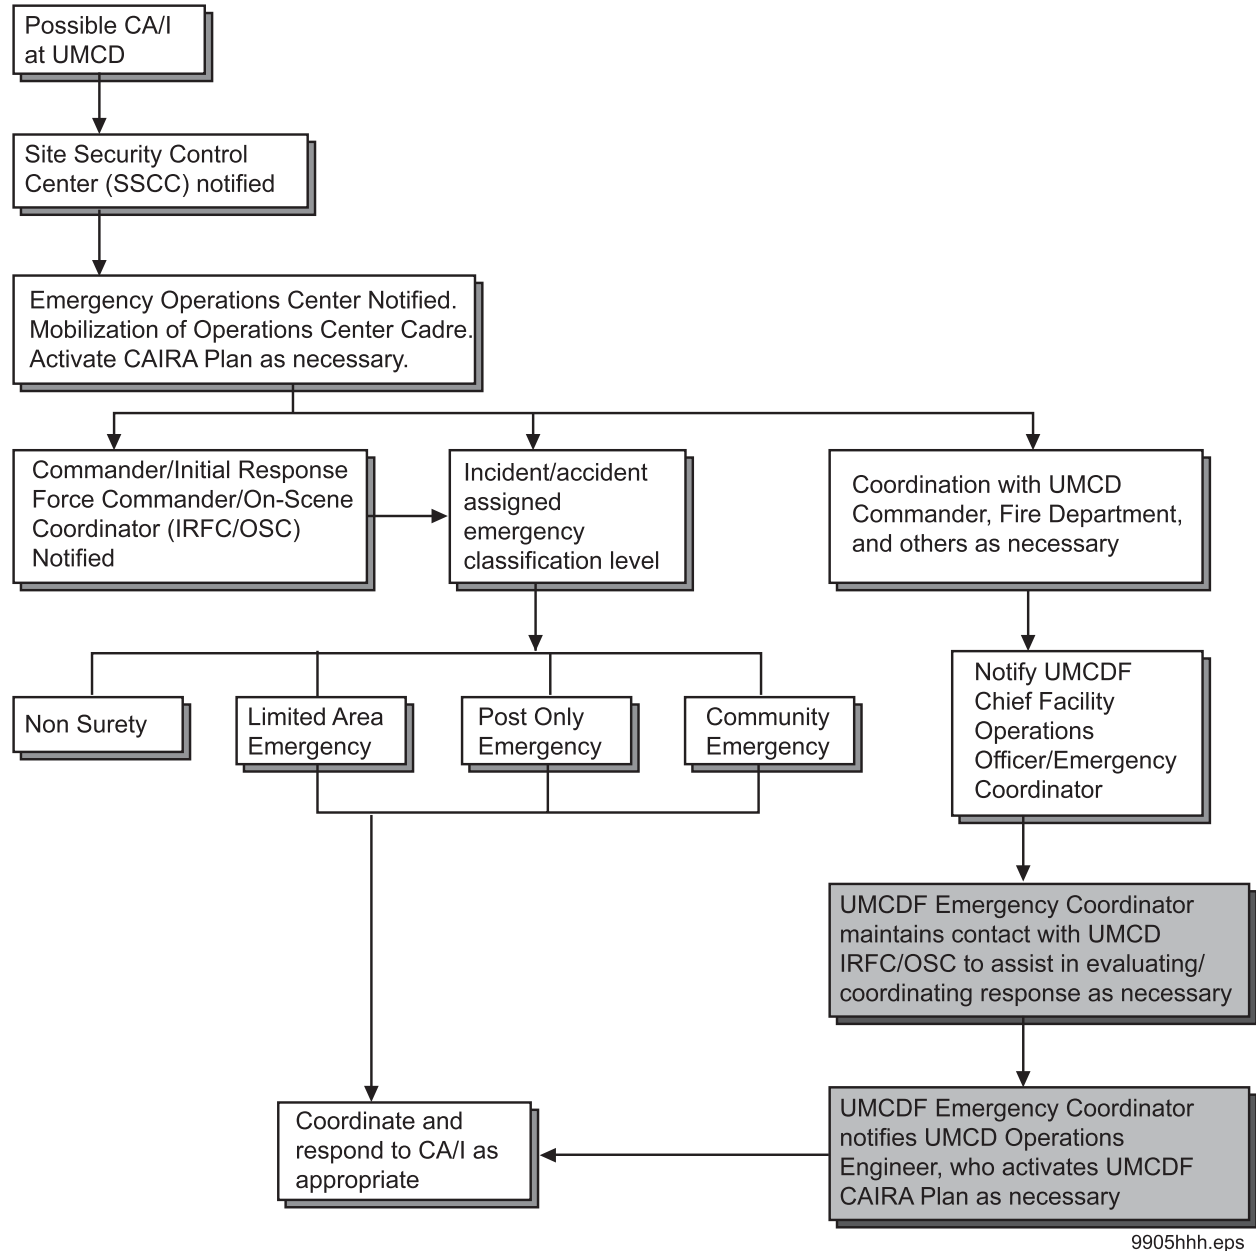 Possible CA/I
at UMCD
Site Security Control
Center (SSCC) notified
Emergency Operations Center Notified.
Mobilization of Operations Center Cadre.
Activate CAIRA Plan as necessary.
Commander/Initial Response
Force Commander/On-Scene
Coordinator (IRFC/OSC)
Notified
Incident/accident
assigned
emergency
classification level
Coordination with UMCD
Commander, Fire Department,
and others as necessary
Non Surety
Limited Area
Emergency
Post Only
Emergency
Community
Emergency
Notify UMCDF
Chief Facility
Operations
Officer/Emergency
Coordinator
UMCDF Emergency Coordinator
maintains contact with UMCD
IRFC/OSC to assist in evaluating/
coordinating response as necessary
Coordinate and
respond to CA/I as
appropriate
UMCDF Emergency Coordinator
notifies UMCD Operations
Engineer, who activates UMCDF
CAIRA Plan as necessary
9905hhh.eps